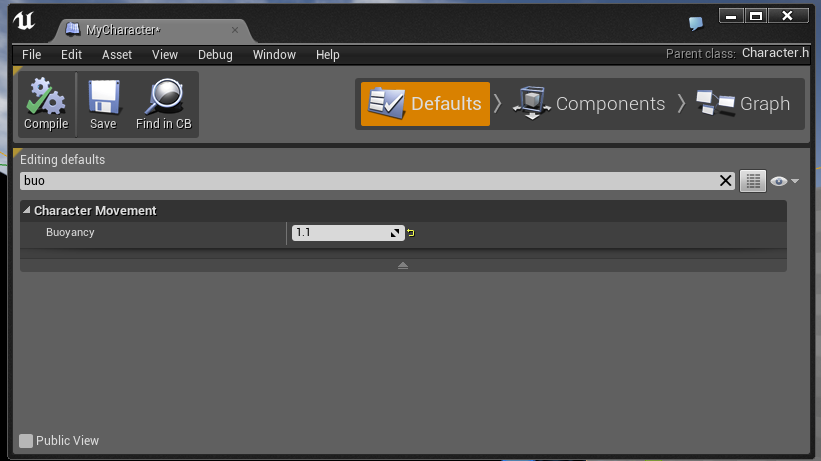 MyCharacter*
File Edit Asset View Debug Window Help
Parent class: Character.h
Compile Save Find in CB
Defaults Components Graph
Editing defaults
buo
Character Movement
Buoyancy 1.1
Public View